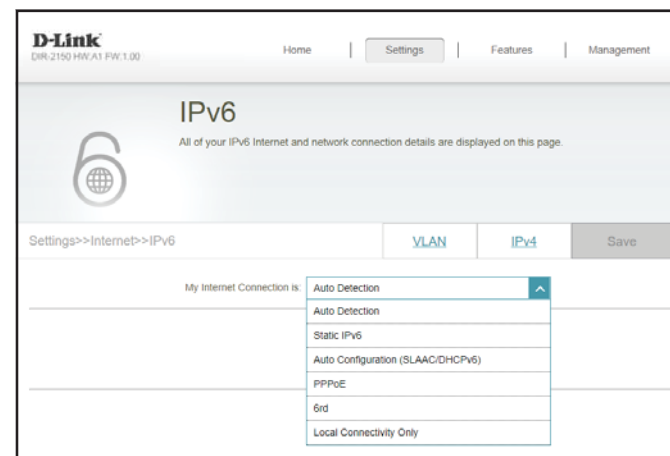 D-Link
DIR-2150 HW:A1 FW:1.00
Home | Settings | Features | Management
IPv6
All of your IPv6 Internet and network connection details are displayed on this page.
Settings>>Internet>>IPv6
VLAN
IPv4
Save
My Internet Connection is: Auto Detection
Auto Detection
Static IPv6
Auto Configuration (SLAAC/DHCPv6)
PPPoE
6rd
Local Connectivity Only